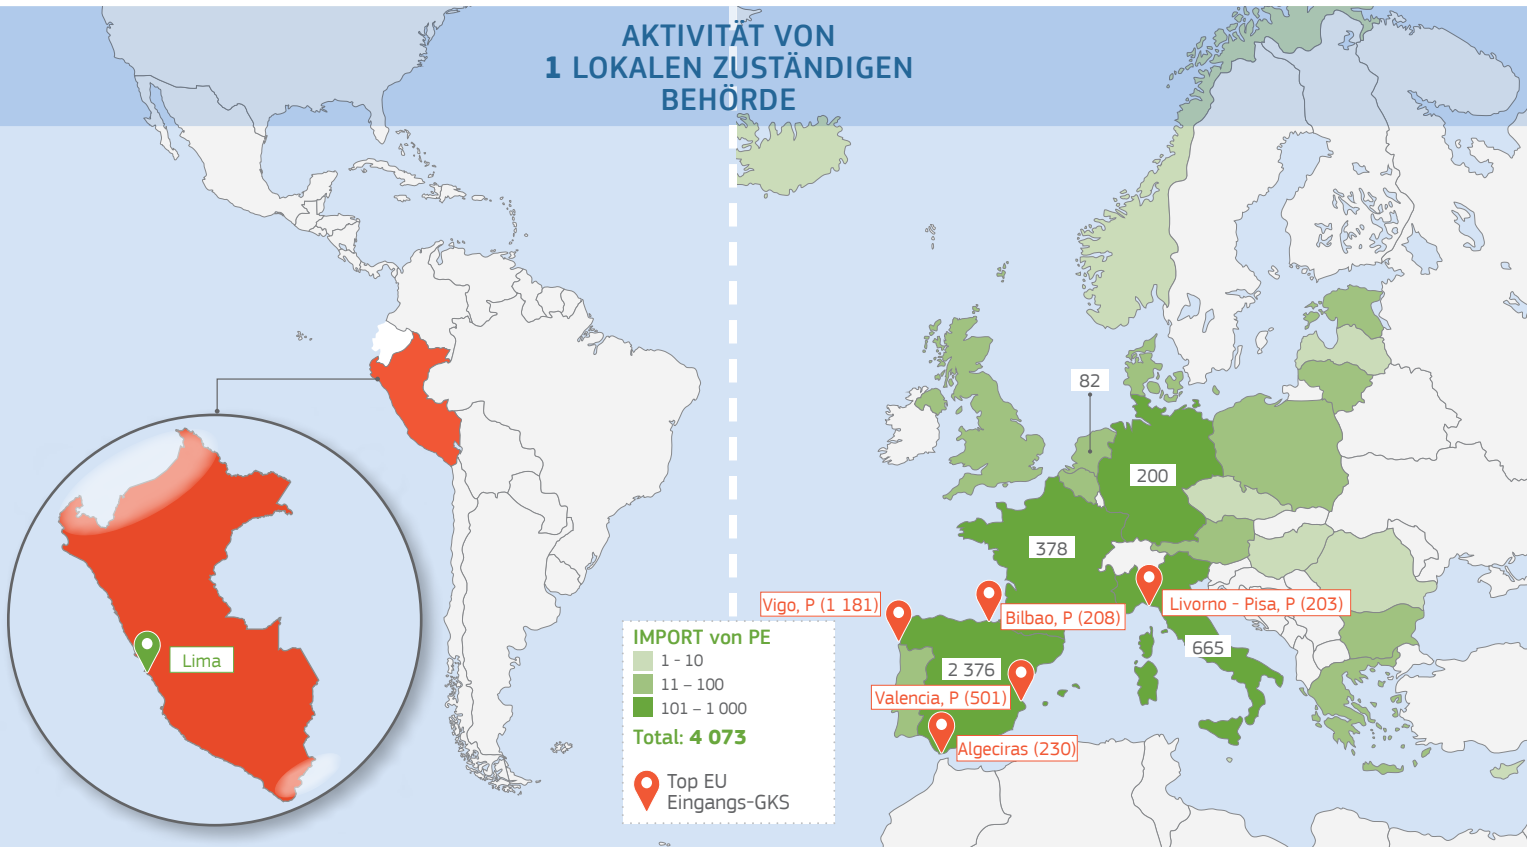 AKTIVITÄT VON
1 LOKALEN ZUSTÄNDIGEN
BEHÖRDE
82
200
378
Vigo, P (1 181)
Bilbao, P (208)
Livorno - Pisa, P (203)
665
2 376
Valencia, P (501)
Algeciras (230)
Lima
IMPORT von PE
1 - 10
11 – 100
101 – 1 000
Total: 4 073
Top EU
Eingangs-GKS